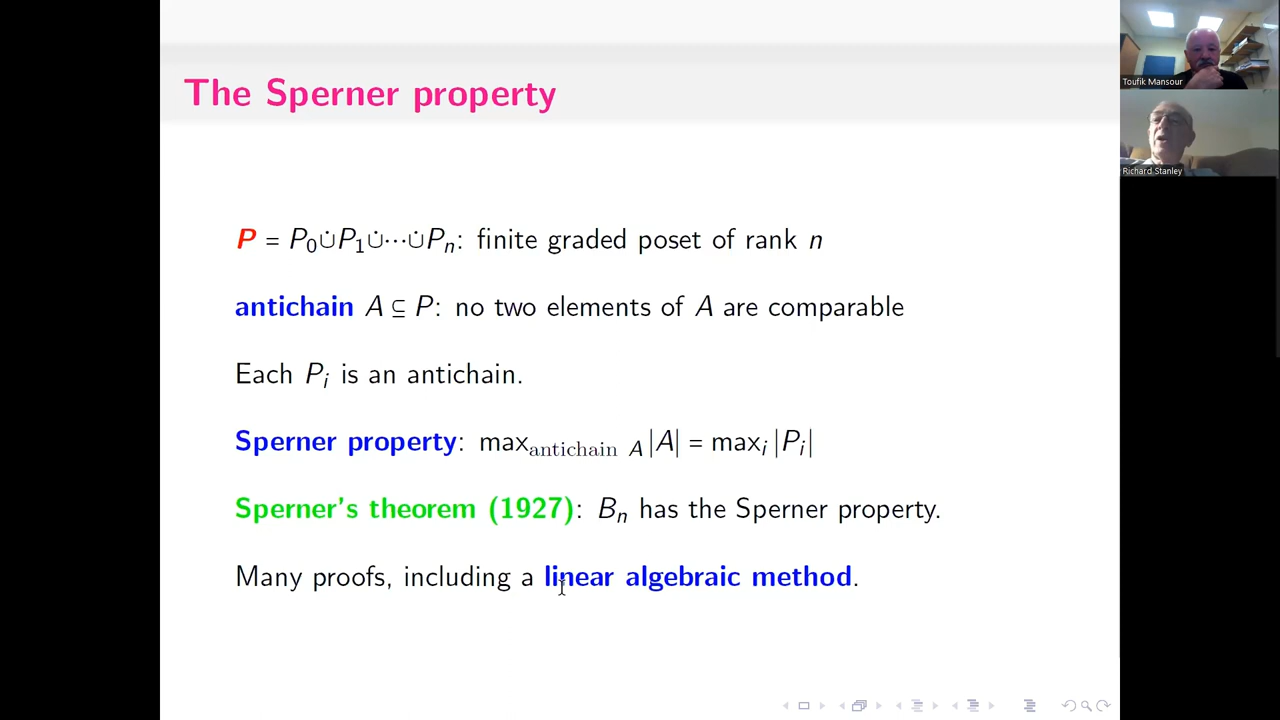 The Sperner property
P = P₀∪̇P₁∪̇⋯∪̇Pₙ: finite graded poset of rank n
antichain A ⊆ P: no two elements of A are comparable
Each Pᵢ is an antichain.
Sperner property: max_antichain A |A| = maxᵢ |Pᵢ|
Sperner's theorem (1927): Bₙ has the Sperner property.
Many proofs, including a linear algebraic method.
Toufik Mansour
Richard Stanley